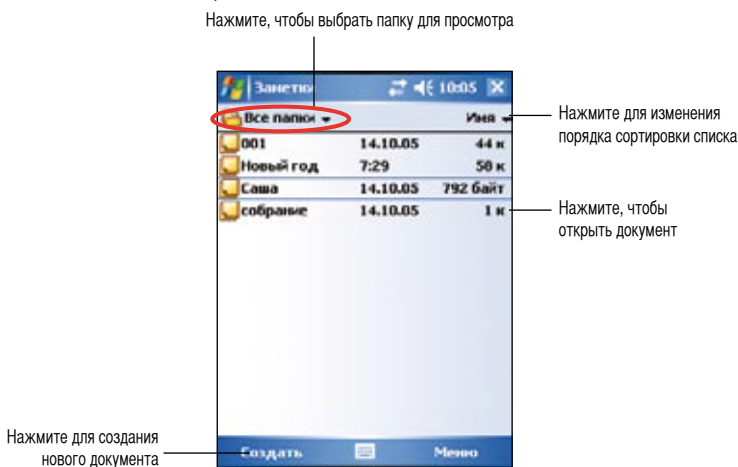 Нажмите, чтобы выбрать папку для просмотра
Заметки 10:05
Все папки Имя
001 14.10.05 44 к
Новый год 7:29 50 к
Саша 14.10.05 792 байт
собрание 14.10.05 1 к
Нажмите для изменения
порядка сортировки списка
Нажмите, чтобы
открыть документ
Создать Меню
Нажмите для создания
нового документа